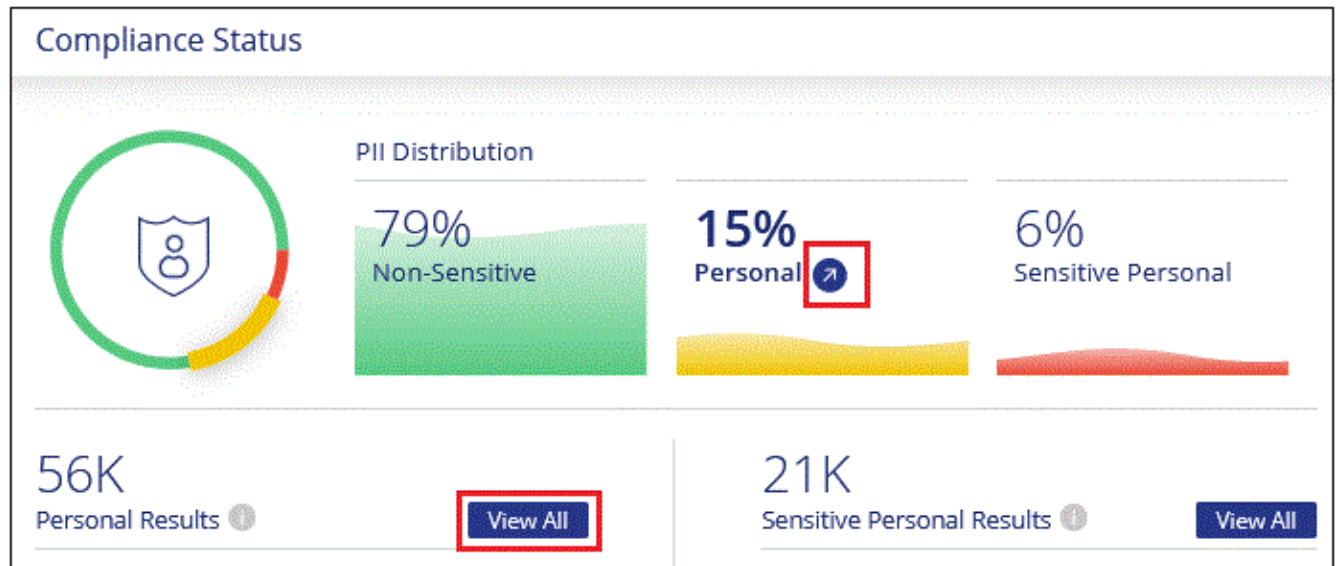 Compliance Status
PII Distribution
79%
Non-Sensitive
15%
Personal
6%
Sensitive Personal
56K
Personal Results
View All
21K
Sensitive Personal Results
View All